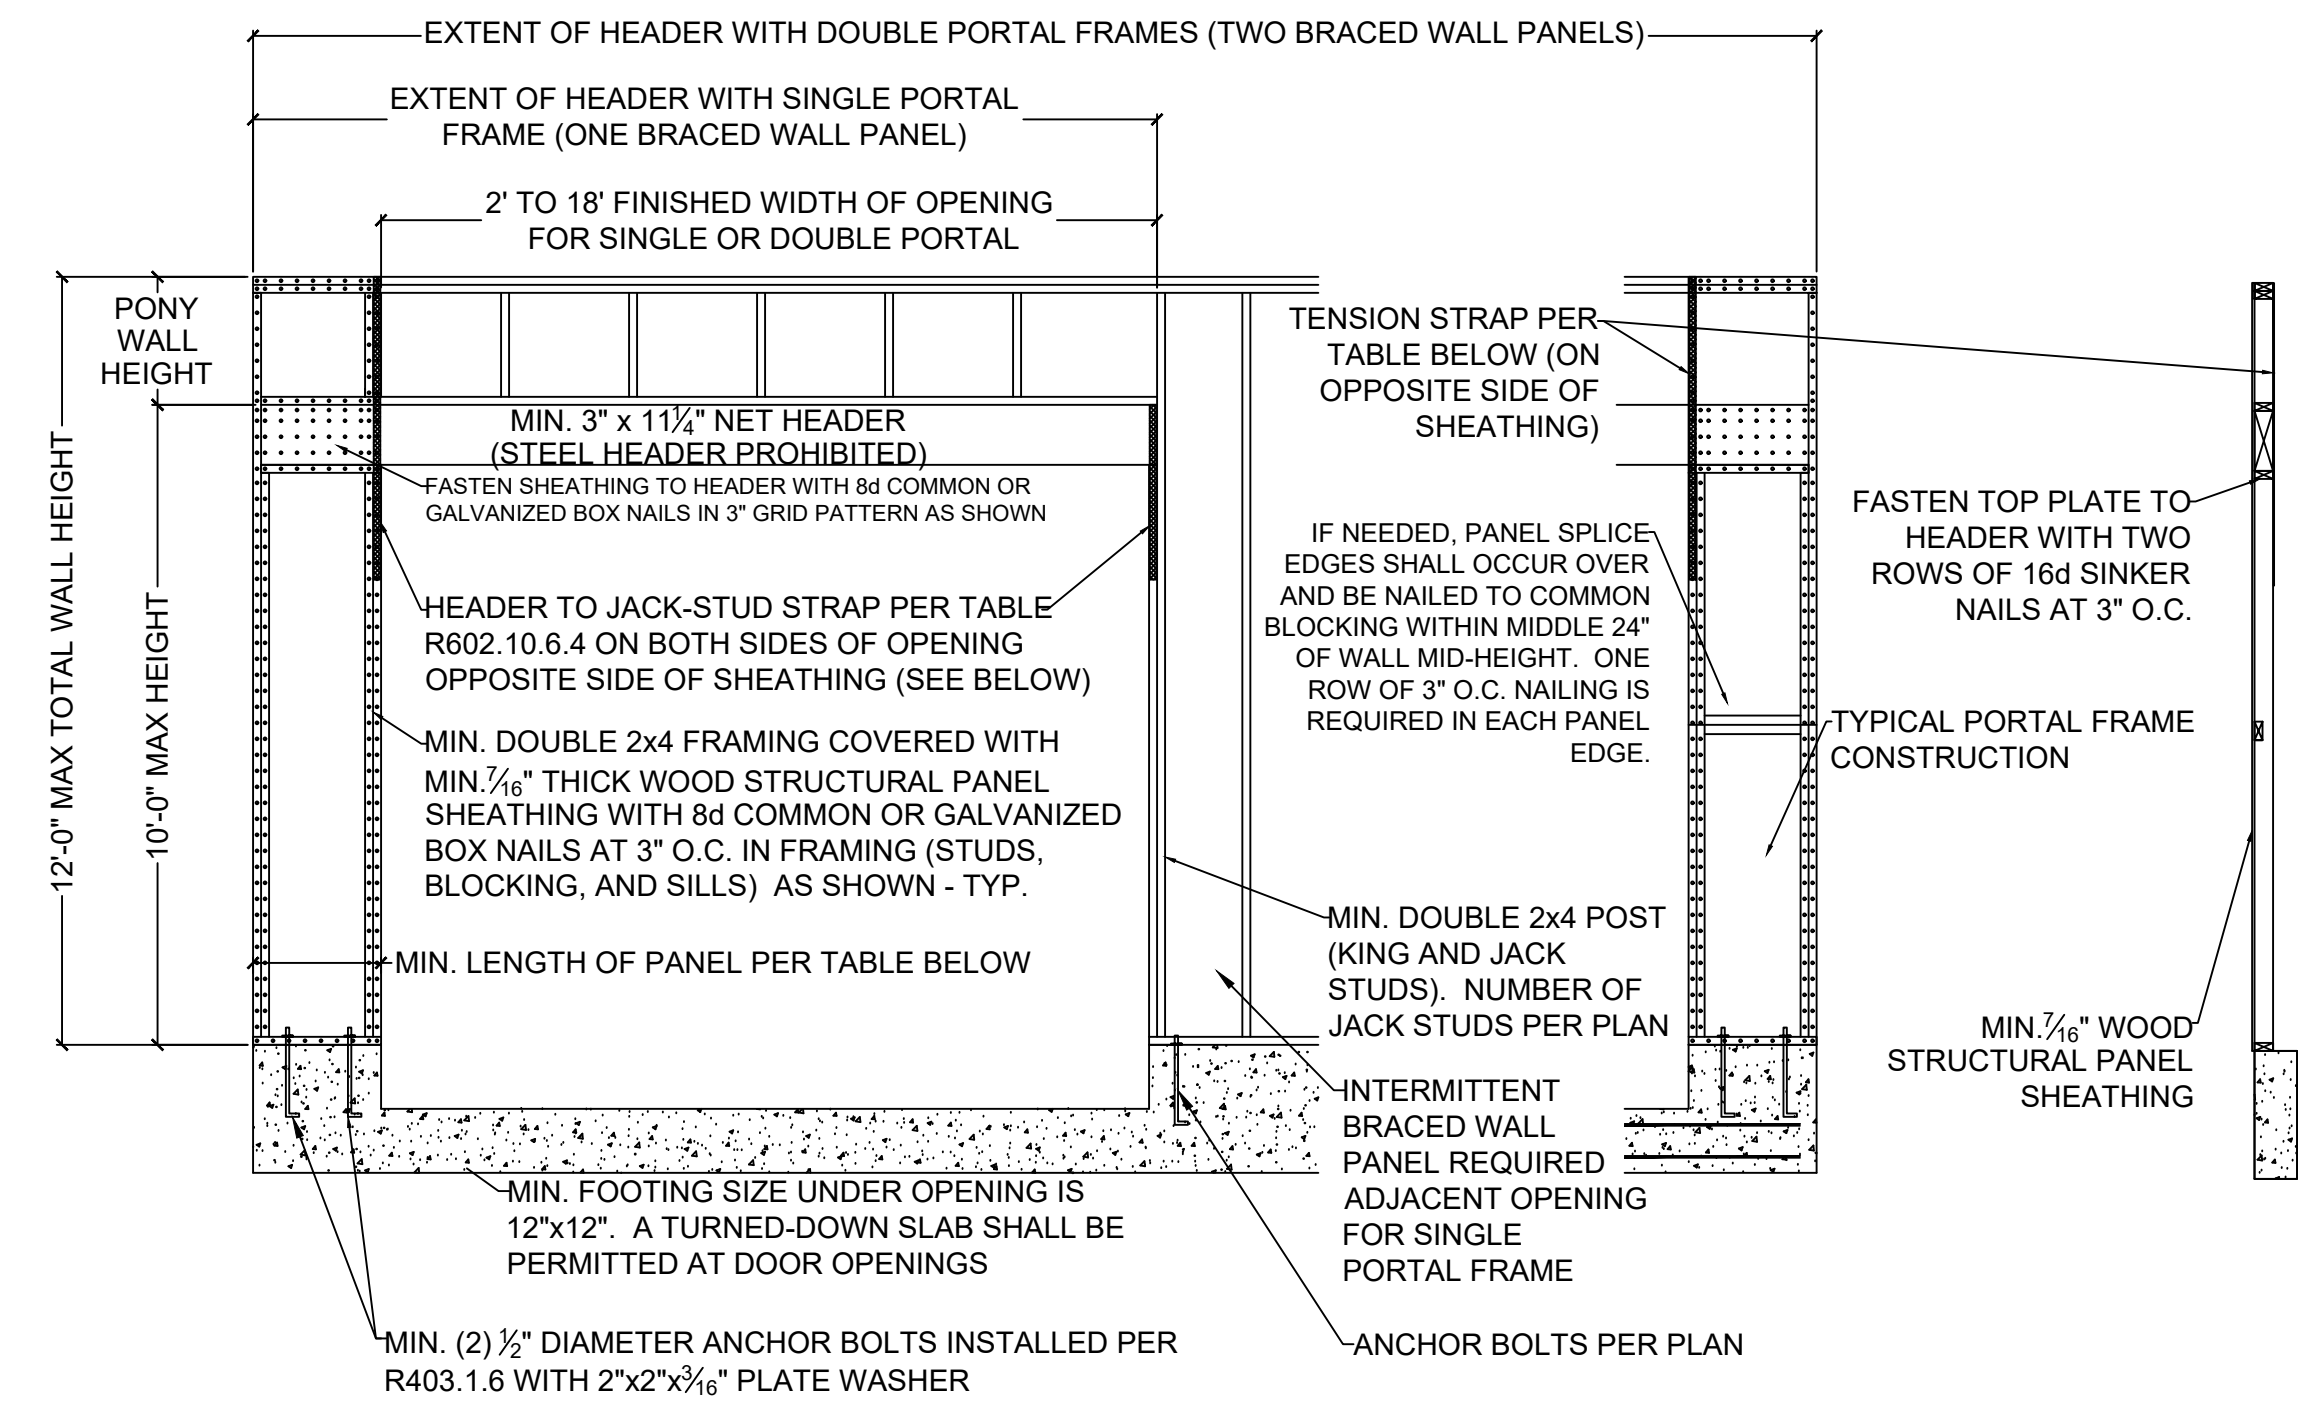 EXTENT OF HEADER WITH DOUBLE PORTAL FRAMES (TWO BRACED WALL PANELS)
EXTENT OF HEADER WITH SINGLE PORTAL
FRAME (ONE BRACED WALL PANEL)
2' TO 18' FINISHED WIDTH OF OPENING
FOR SINGLE OR DOUBLE PORTAL
PONY
WALL
HEIGHT
12'-0" MAX TOTAL WALL HEIGHT
10'-0" MAX HEIGHT
MIN. 3" x 11¼" NET HEADER
(STEEL HEADER PROHIBITED)
FASTEN SHEATHING TO HEADER WITH 8d COMMON OR
GALVANIZED BOX NAILS IN 3" GRID PATTERN AS SHOWN
HEADER TO JACK-STUD STRAP PER TABLE
R602.10.6.4 ON BOTH SIDES OF OPENING
OPPOSITE SIDE OF SHEATHING (SEE BELOW)
MIN. DOUBLE 2x4 FRAMING COVERED WITH
MIN.7⁄16" THICK WOOD STRUCTURAL PANEL
SHEATHING WITH 8d COMMON OR GALVANIZED
BOX NAILS AT 3" O.C. IN FRAMING (STUDS,
BLOCKING, AND SILLS) AS SHOWN - TYP.
MIN. LENGTH OF PANEL PER TABLE BELOW
MIN. FOOTING SIZE UNDER OPENING IS
12"x12". A TURNED-DOWN SLAB SHALL BE
PERMITTED AT DOOR OPENINGS
MIN. (2) ½" DIAMETER ANCHOR BOLTS INSTALLED PER
R403.1.6 WITH 2"x2"x3⁄16" PLATE WASHER
TENSION STRAP PER
TABLE BELOW (ON
OPPOSITE SIDE OF
SHEATHING)
IF NEEDED, PANEL SPLICE
EDGES SHALL OCCUR OVER
AND BE NAILED TO COMMON
BLOCKING WITHIN MIDDLE 24"
OF WALL MID-HEIGHT. ONE
ROW OF 3" O.C. NAILING IS
REQUIRED IN EACH PANEL
EDGE.
MIN. DOUBLE 2x4 POST
(KING AND JACK
STUDS). NUMBER OF
JACK STUDS PER PLAN
INTERMITTENT
BRACED WALL
PANEL REQUIRED
ADJACENT OPENING
FOR SINGLE
PORTAL FRAME
ANCHOR BOLTS PER PLAN
FASTEN TOP PLATE TO
HEADER WITH TWO
ROWS OF 16d SINKER
NAILS AT 3" O.C.
TYPICAL PORTAL FRAME
CONSTRUCTION
MIN.7⁄16" WOOD
STRUCTURAL PANEL
SHEATHING